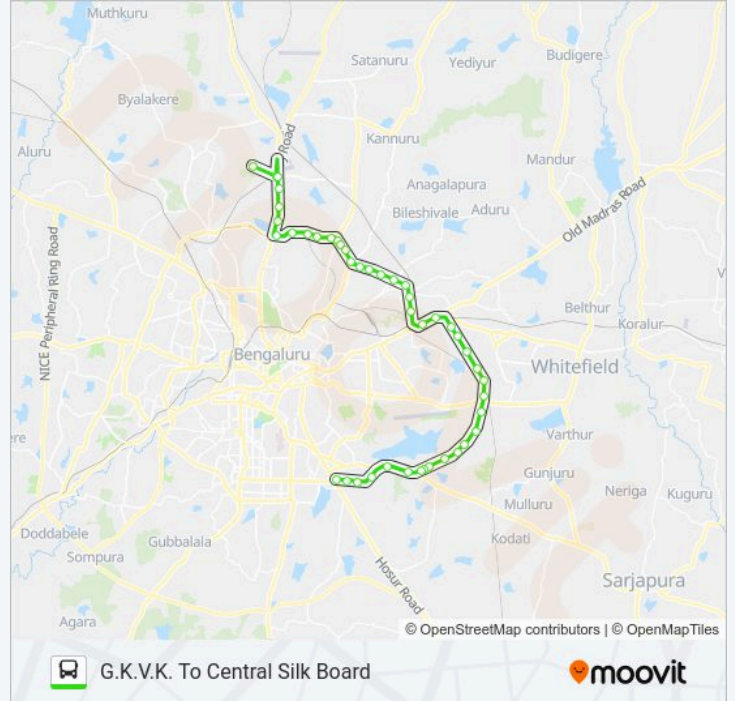 Muthkuru
Budigere
Satanuru
Yediyur
Byalakere
y Road
Kannuru
Aluru
Mandur
Anagalapura
Bileshivale
Aduru
Old Madras Road
NICE Peripheral Ring Road
V
Belthur
Koralur
Bengaluru
Whitefield
ere
Varthur
Gunjuru
Neriga
Kuguru
Mulluru
Doddabele
Gubbalala
Kodati
Sompura
Hosur Road
Sarjapura
Agara
© OpenStreetMap contributors | © OpenMapTiles
G.K.V.K. To Central Silk Board
moovit